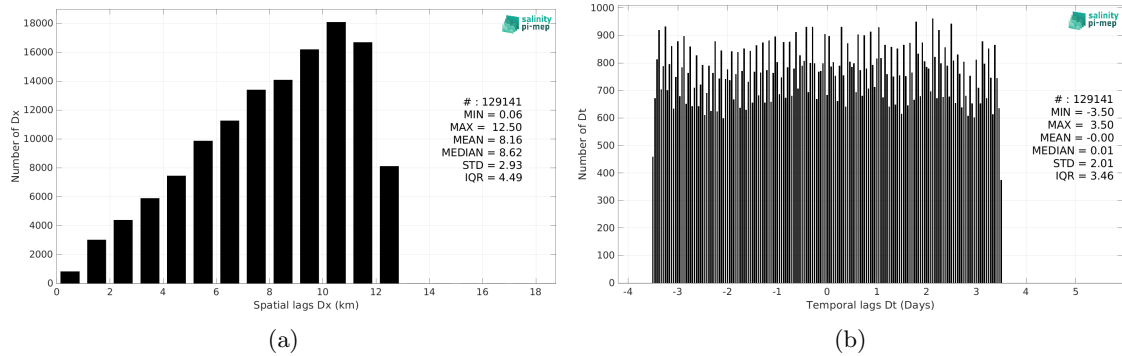 18000
16000
14000
12000
10000
8000
6000
4000
2000
0
Number of Dx
0 2 4 6 8 10 12 14 16 18
Spatial lags Dx (km)
salinity
pi-mep
# : 129141
MIN = 0.06
MAX = 12.50
MEAN = 8.16
MEDIAN = 8.62
STD = 2.93
IQR = 4.49
(a)
1000
900
800
700
600
500
400
300
200
100
0
Number of Dt
-4 -3 -2 -1 0 1 2 3 4 5
Temporal lags Dt (Days)
salinity
pi-mep
# : 129141
MIN = -3.50
MAX = 3.50
MEAN = -0.00
MEDIAN = 0.01
STD = 2.01
IQR = 3.46
(b)